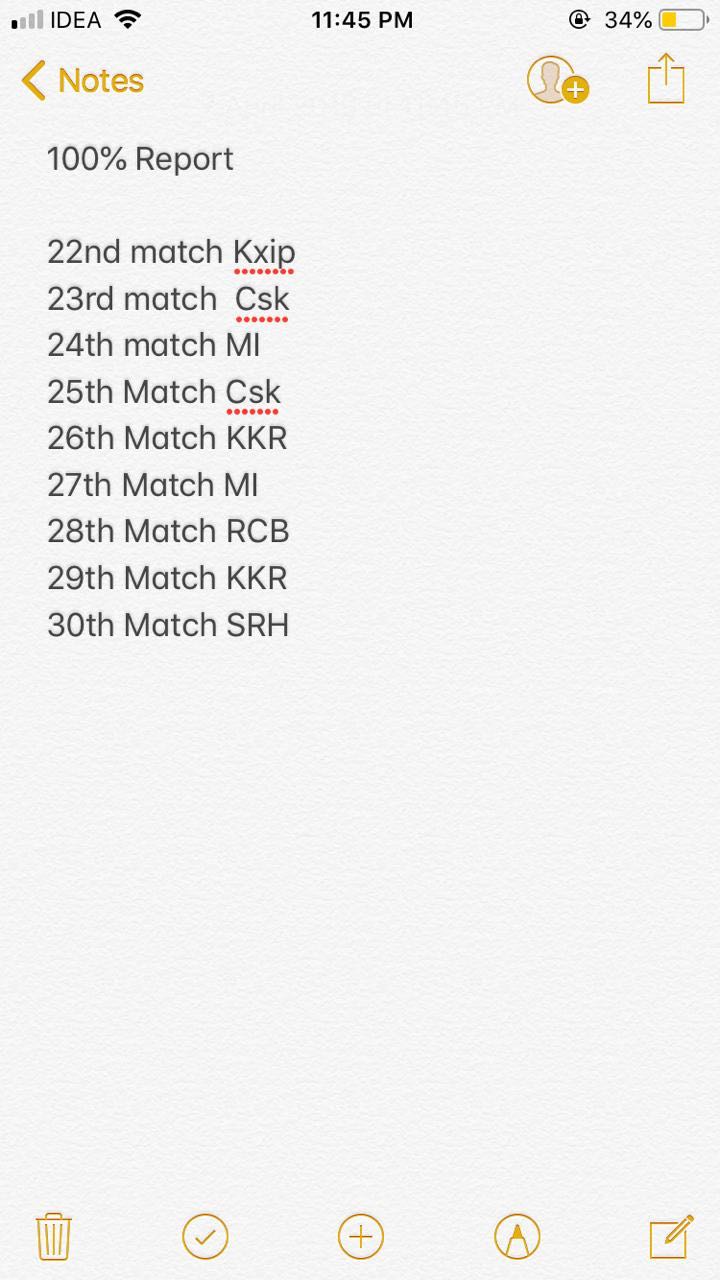 IDEA 11:45 PM 34%
Notes
100% Report
22nd match Kxip
23rd match  Csk
24th match MI
25th Match Csk
26th Match KKR
27th Match MI
28th Match RCB
29th Match KKR
30th Match SRH